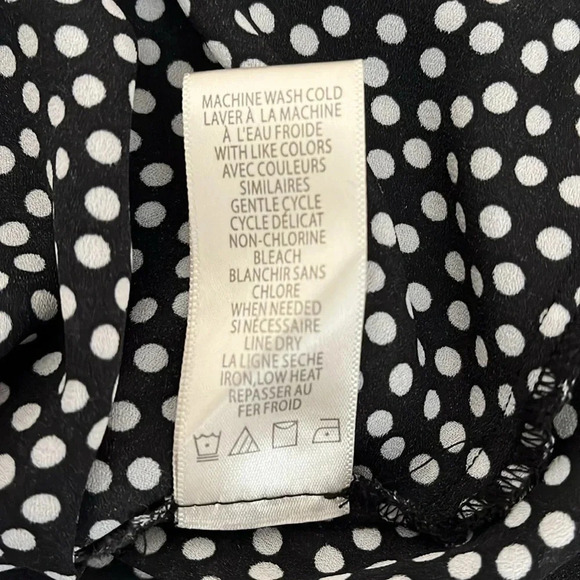 MACHINE WASH COLD
LAVER À LA MACHINE
À L'EAU FROIDE
WITH LIKE COLORS
AVEC COULEURS
SIMILAIRES
GENTLE CYCLE
CYCLE DÉLICAT
NON-CHLORINE
BLEACH
BLANCHIR SANS
CHLORE
WHEN NEEDED
SI NÉCESSAIRE
LINE DRY
LA LIGNE SECHE
IRON,LOW HEAT
REPASSER AU
FER FROID